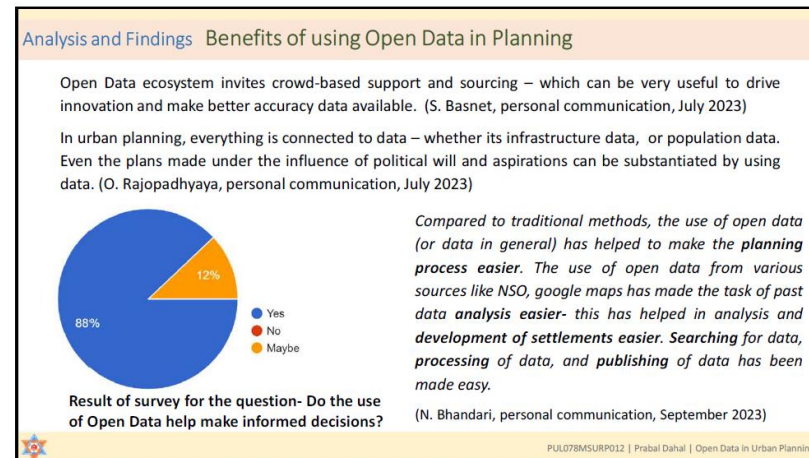 Analysis and Findings Benefits of using Open Data in Planning
Open Data ecosystem invites crowd-based support and sourcing – which can be very useful to drive
innovation and make better accuracy data available. (S. Basnet, personal communication, July 2023)
In urban planning, everything is connected to data – whether its infrastructure data, or population data.
Even the plans made under the influence of political will and aspirations can be substantiated by using
data. (O. Rajopadhyaya, personal communication, July 2023)
88%
12%
Yes
No
Maybe
Result of survey for the question- Do the use
of Open Data help make informed decisions?
Compared to traditional methods, the use of open data
(or data in general) has helped to make the planning
process easier. The use of open data from various
sources like NSO, google maps has made the task of past
data analysis easier- this has helped in analysis and
development of settlements easier. Searching for data,
processing of data, and publishing of data has been
made easy.
(N. Bhandari, personal communication, September 2023)
PUL078MSURP012 | Prabal Dahal | Open Data in Urban Plannin